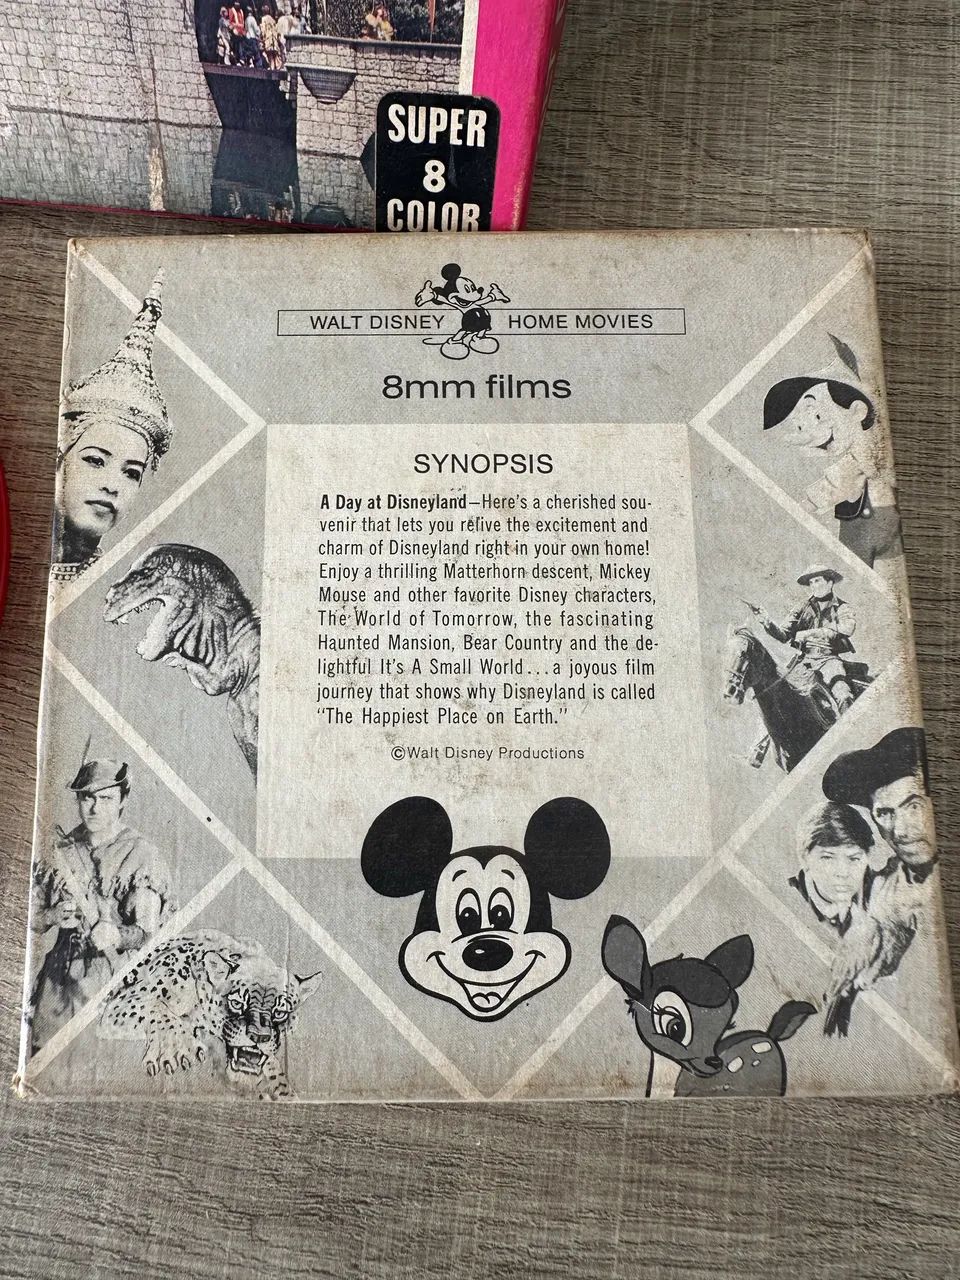 SUPER
8
COLOR
WALT DISNEY HOME MOVIES
8mm films
SYNOPSIS
A Day at Disneyland—Here's a cherished sou-
venir that lets you relive the excitement and
charm of Disneyland right in your own home!
Enjoy a thrilling Matterhorn descent, Mickey
Mouse and other favorite Disney characters,
The World of Tomorrow, the fascinating
Haunted Mansion, Bear Country and the de-
lightful It's A Small World...a joyous film
journey that shows why Disneyland is called
"The Happiest Place on Earth."
©Walt Disney Productions